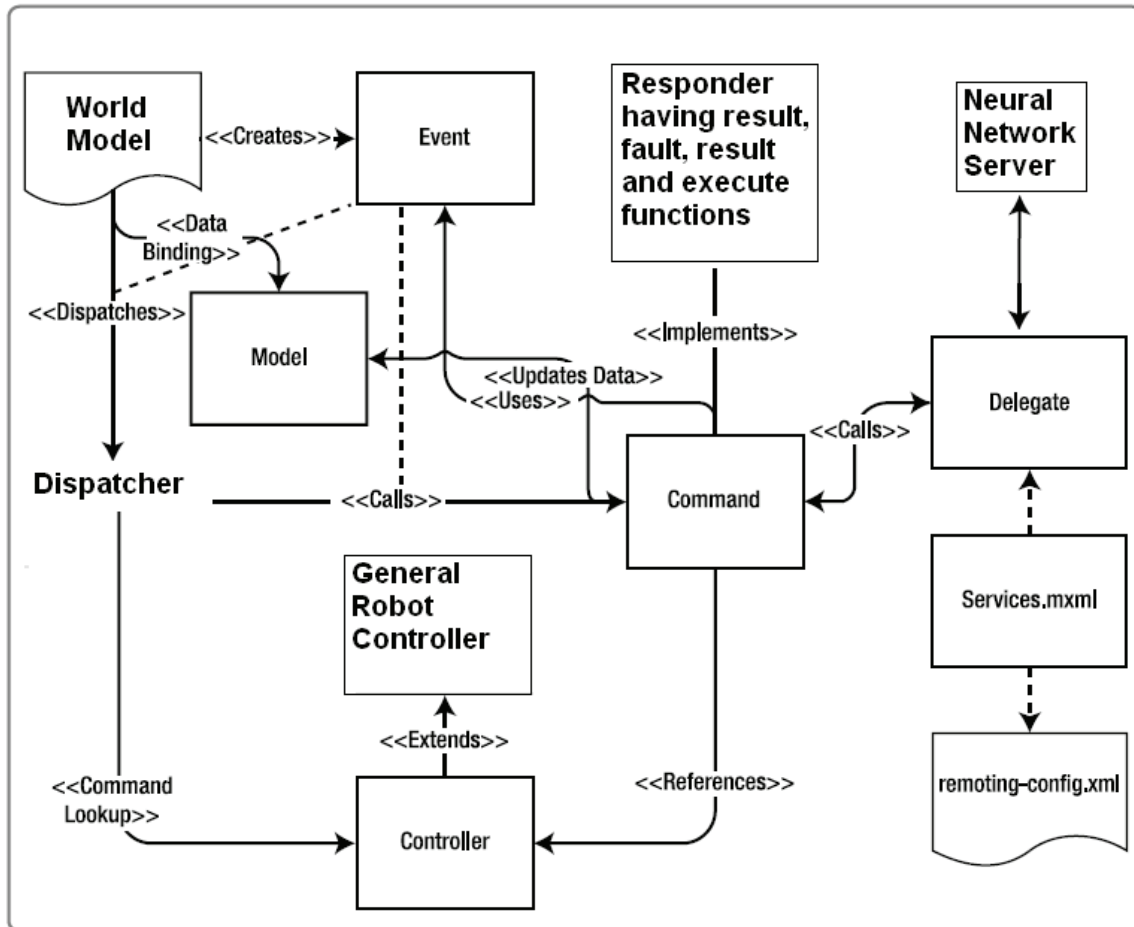 World
Model
<<Creates>>
Event
Responder
having result,
fault, result
and execute
functions
Neural
Network
Server
<<Data
Binding>>
<<Dispatches>>
Model
<<Implements>>
<<Updates Data>>
<<Uses>>
Delegate
<<Calls>>
Dispatcher
<<Calls>>
Command
General
Robot
Controller
Services.mxml
<<Extends>>
<<Command
Lookup>>
<<References>>
remoting-config.xml
Controller